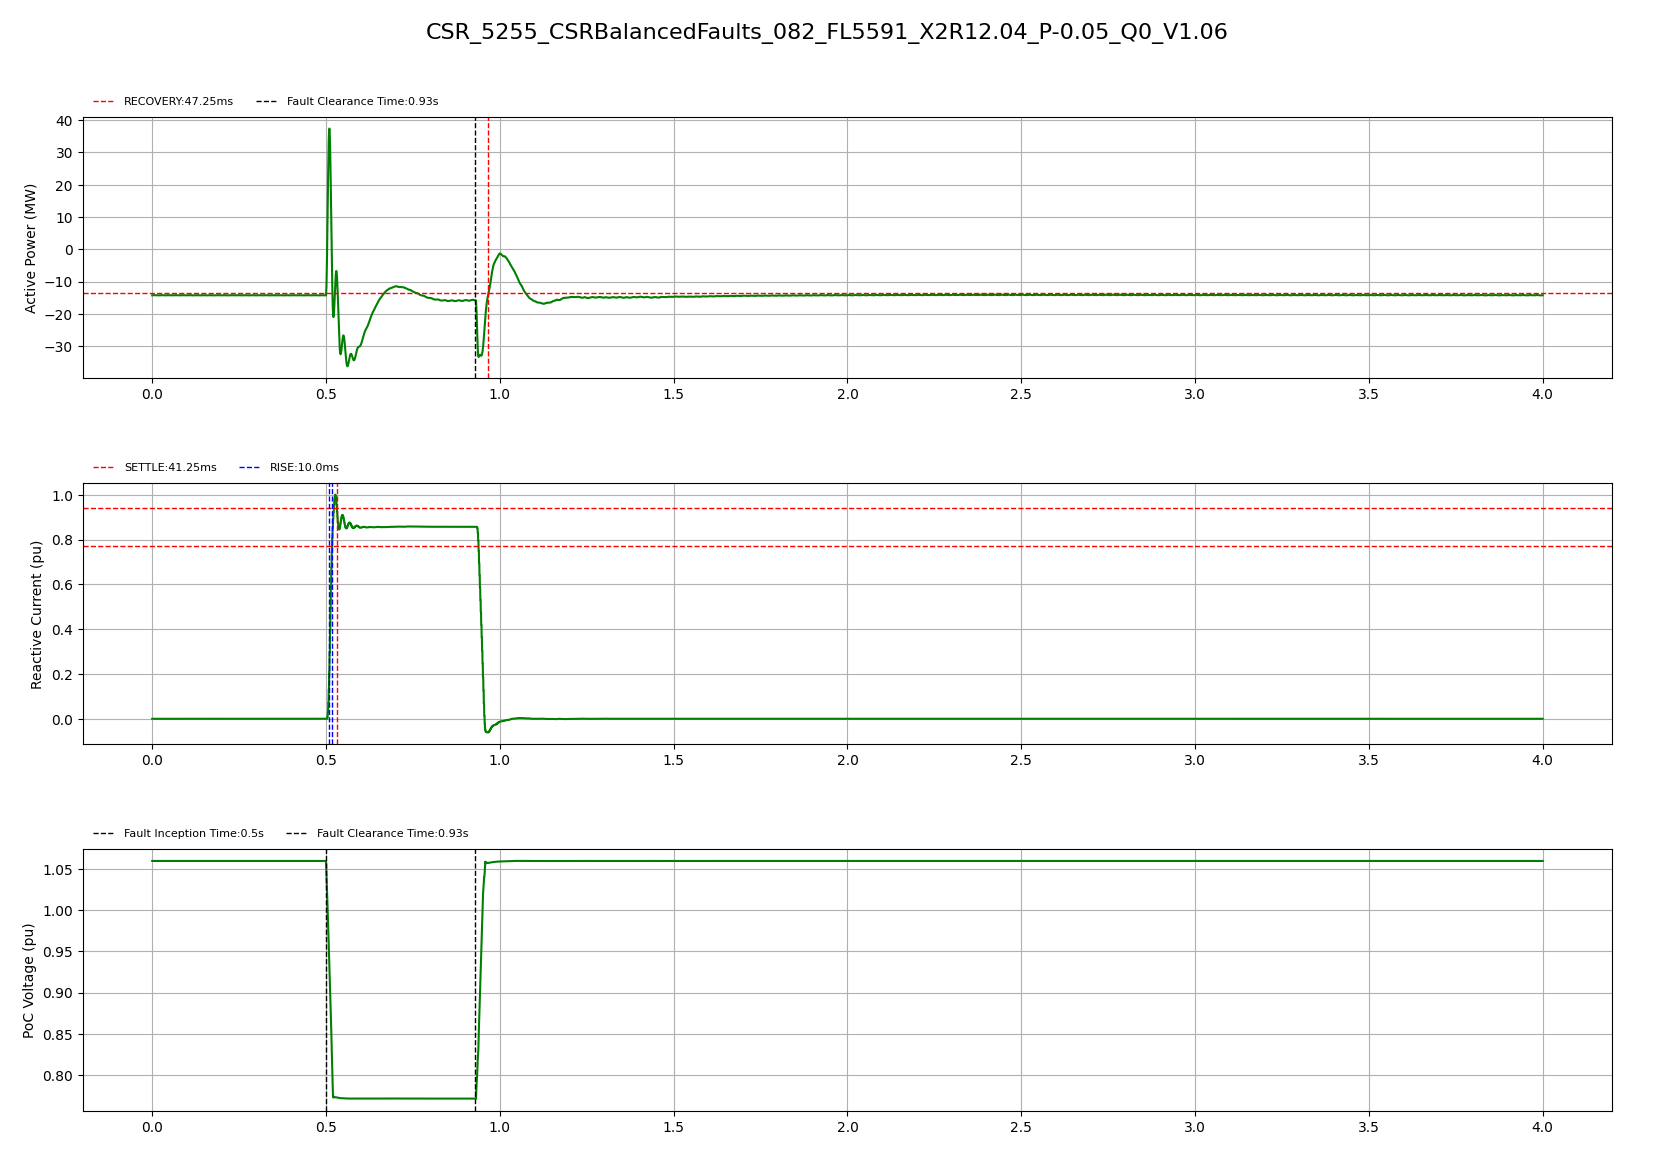 CSR_5255_CSRBalancedFaults_082_FL5591_X2R12.04_P-0.05_Q0_V1.06
RECOVERY:47.25ms Fault Clearance Time:0.93s
Active Power (MW)
40
30
20
10
0
−10
−20
−30
0.0 0.5 1.0 1.5 2.0 2.5 3.0 3.5 4.0
SETTLE:41.25ms RISE:10.0ms
Reactive Current (pu)
1.0
0.8
0.6
0.4
0.2
0.0
0.0 0.5 1.0 1.5 2.0 2.5 3.0 3.5 4.0
Fault Inception Time:0.5s Fault Clearance Time:0.93s
PoC Voltage (pu)
1.05
1.00
0.95
0.90
0.85
0.80
0.0 0.5 1.0 1.5 2.0 2.5 3.0 3.5 4.0